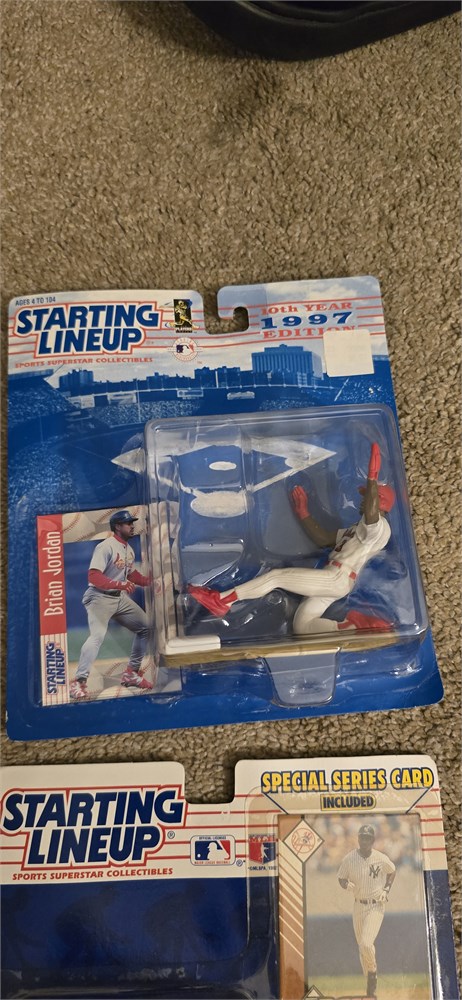 AGES 4 TO 104
STARTING
LINEUP
SPORTS SUPERSTAR COLLECTIBLES
10th YEAR
1997
EDITION
Brian Jordan
STARTING
LINEUP
STARTING
LINEUP®
SPORTS SUPERSTAR COLLECTIBLES
SPECIAL SERIES CARD
INCLUDED